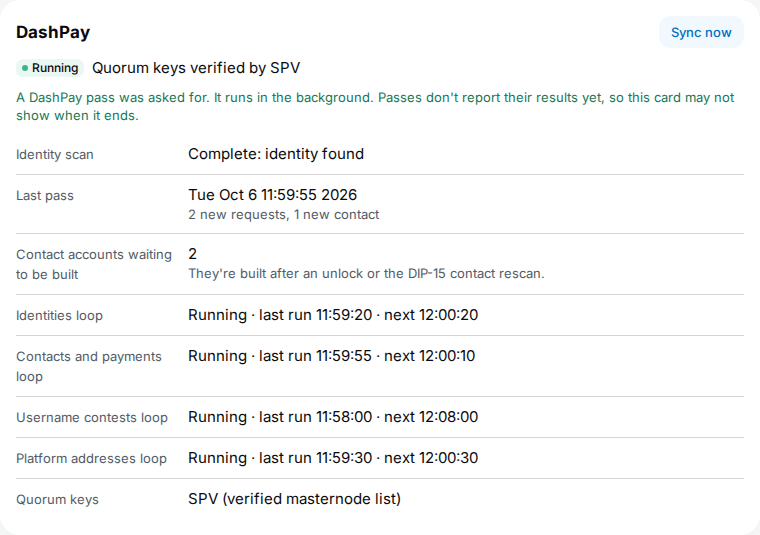 DashPay
Sync now
Running
Quorum keys verified by SPV
A DashPay pass was asked for. It runs in the background. Passes don't report their results yet, so this card may not
show when it ends.
Identity scan
Complete: identity found
Last pass
Tue Oct 6 11:59:55 2026
2 new requests, 1 new contact
Contact accounts waiting
to be built
2
They're built after an unlock or the DIP-15 contact rescan.
Identities loop
Running · last run 11:59:20 · next 12:00:20
Contacts and payments
loop
Running · last run 11:59:55 · next 12:00:10
Username contests loop
Running · last run 11:58:00 · next 12:08:00
Platform addresses loop
Running · last run 11:59:30 · next 12:00:30
Quorum keys
SPV (verified masternode list)